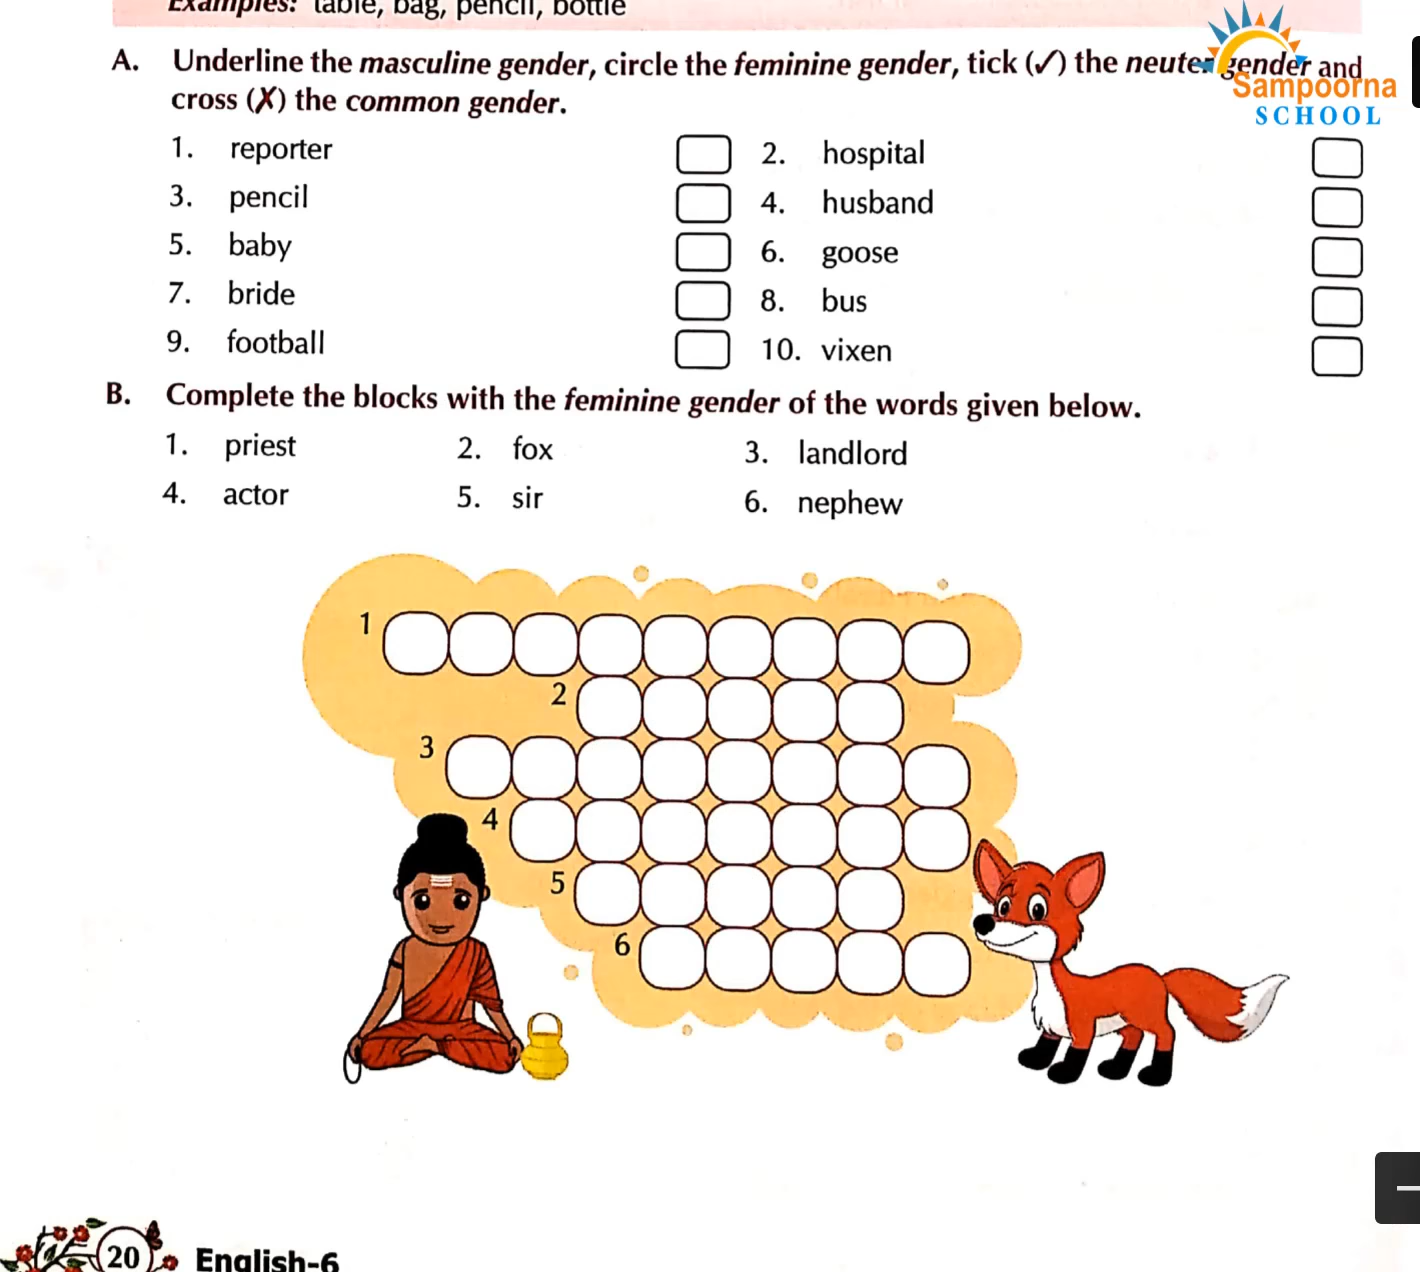 Examples: table, bag, pencil, bottle
A. Underline the masculine gender, circle the feminine gender, tick (✓) the neuter gender and
cross (✗) the common gender.
Sampoorna
SCHOOL
1. reporter 2. hospital
3. pencil 4. husband
5. baby 6. goose
7. bride 8. bus
9. football 10. vixen
B. Complete the blocks with the feminine gender of the words given below.
1. priest 2. fox 3. landlord
4. actor 5. sir 6. nephew
1
2
3
4
5
6
20 English-6